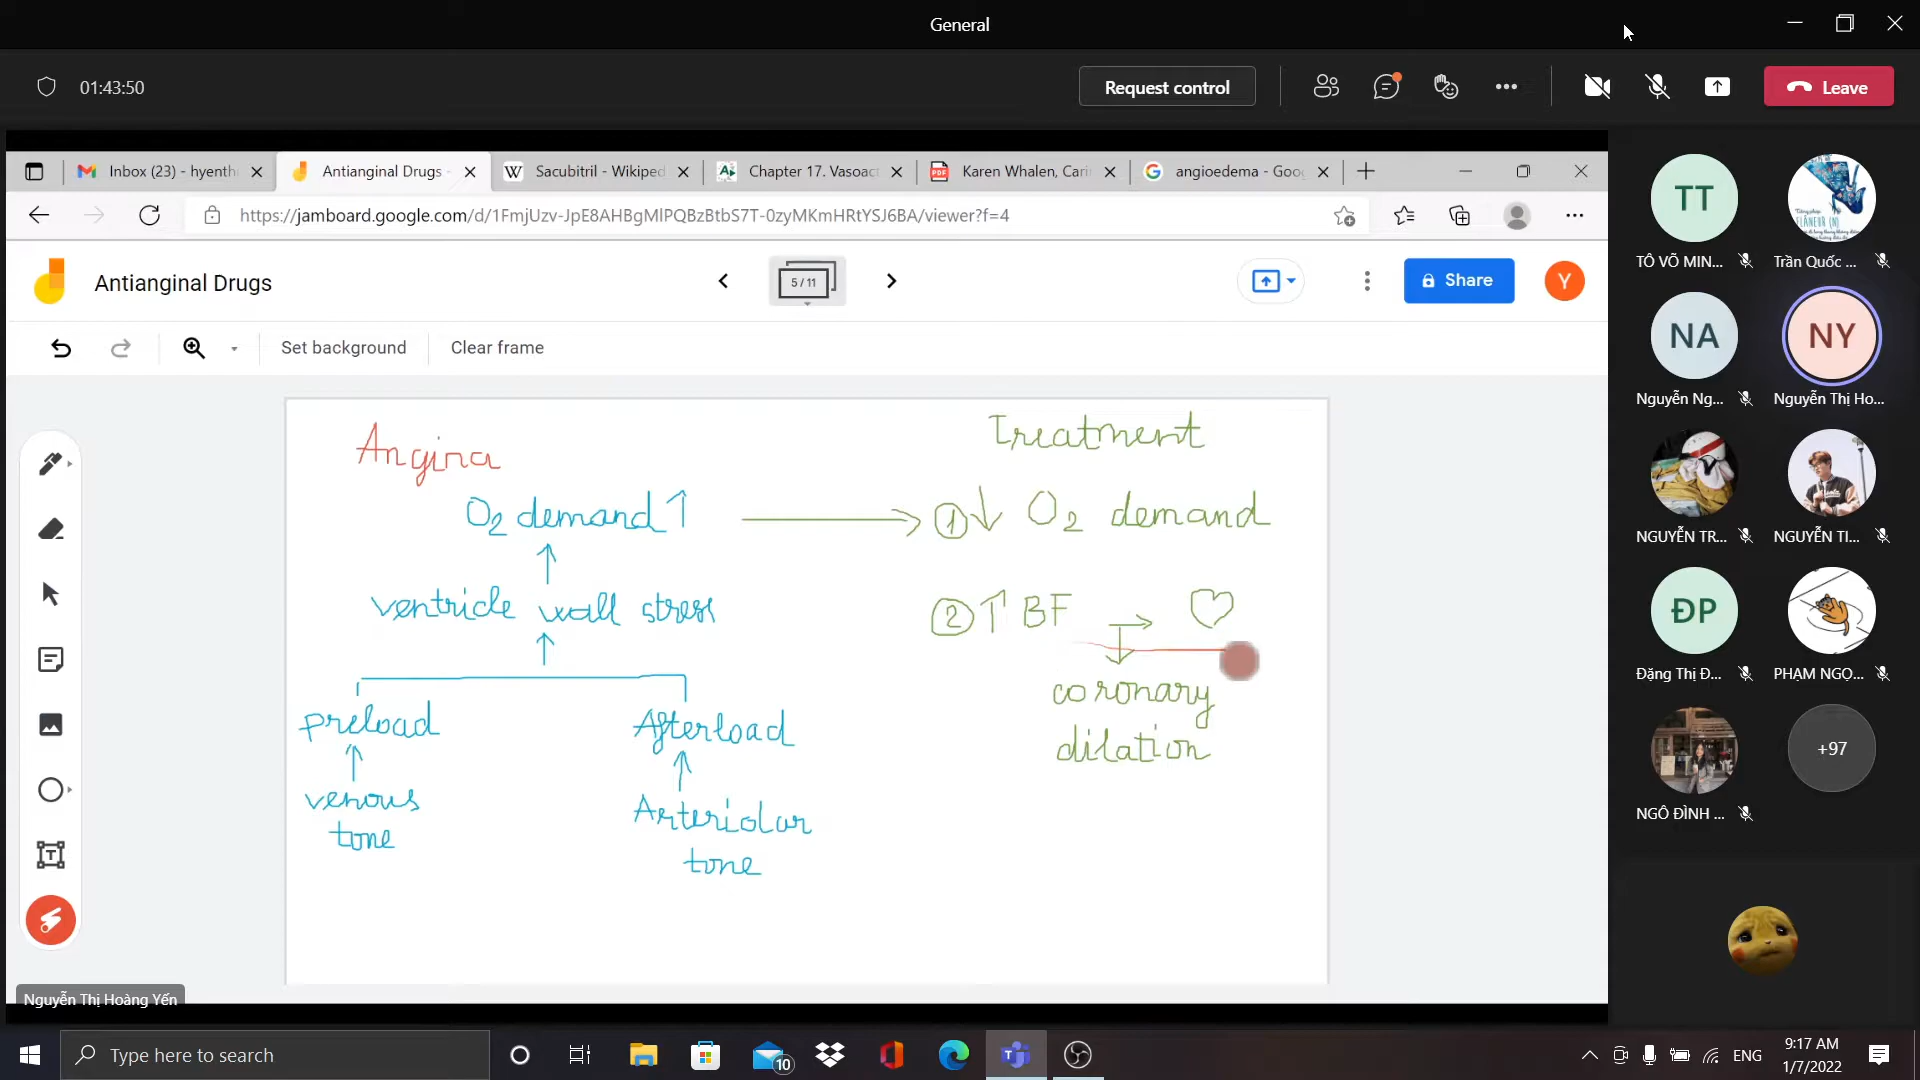 General
01:43:50
Request control
Leave
Inbox (23) - hyenth
Antianginal Drugs -
Sacubitril - Wikiped
Chapter 17. Vasoact
Karen Whalen, Cari
angioedema - Goog
https://jamboard.google.com/d/1FmjUzv-JpE8AHBgMlPQBzBtbS7T-0zyMKmHRtYSJ6BA/viewer?f=4
Antianginal Drugs
5 / 11
Share
Y
Set background
Clear frame
Angina
Treatment
O2 demand ↑
① ↓ O2 demand
ventricle wall stress
② ↑ BF → ♡
coronary
dilation
preload
Afterload
venous
tone
Arteriolar
tone
Nguyễn Thị Hoàng Yến
TT
TÔ VÕ MIN...
Trần Quốc ...
NA
Nguyễn Ng...
NY
Nguyễn Thị Ho...
NGUYỄN TR...
NGUYỄN TI...
ĐP
Đặng Thị Đ...
PHẠM NGỌ...
NGÔ ĐÌNH ...
+97
Type here to search
10
ENG
9:17 AM
1/7/2022